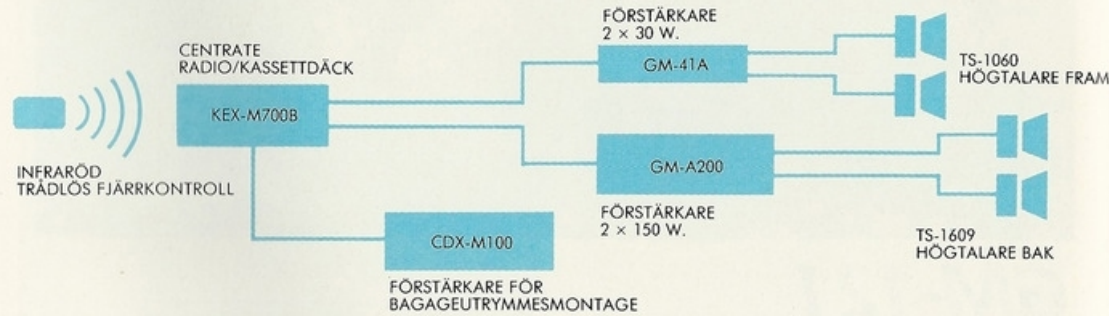 FÖRSTÄRKARE
2 × 30 W.
GM-41A
TS-1060
HÖGTALARE FRAM
CENTRATE
RADIO/KASSETTDÄCK
KEX-M700B
INFRARÖD
TRÅDLÖS FJÄRRKONTROLL
GM-A200
FÖRSTÄRKARE
2 × 150 W.
TS-1609
HÖGTALARE BAK
CDX-M100
FÖRSTÄRKARE FÖR
BAGAGEUTRYMMESMONTAGE